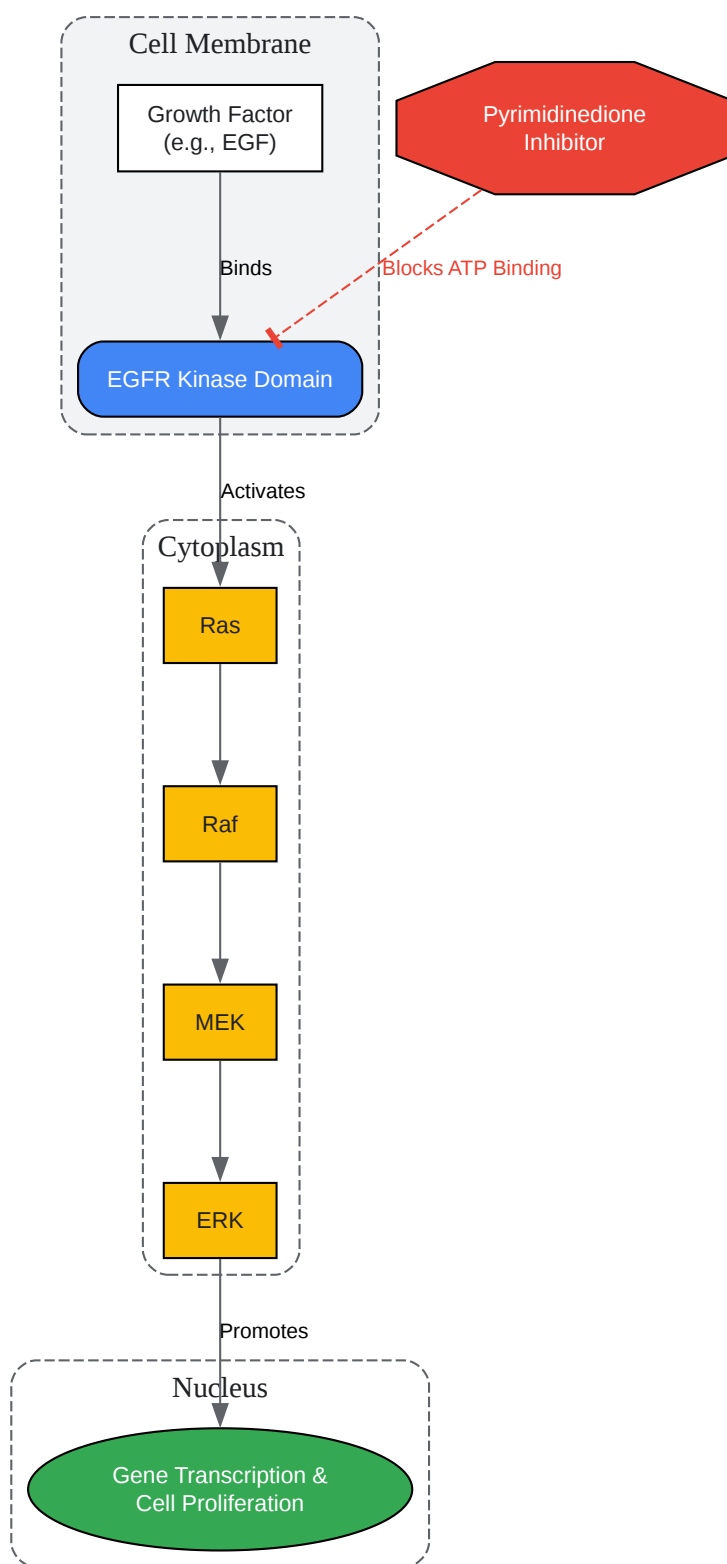 Cell Membrane
Growth Factor
(e.g., EGF)
Pyrimidinedione
Inhibitor
Binds
Blocks ATP Binding
EGFR Kinase Domain
Activates
Cytoplasm
Ras
Raf
MEK
ERK
Promotes
Nucleus
Gene Transcription &
Cell Proliferation